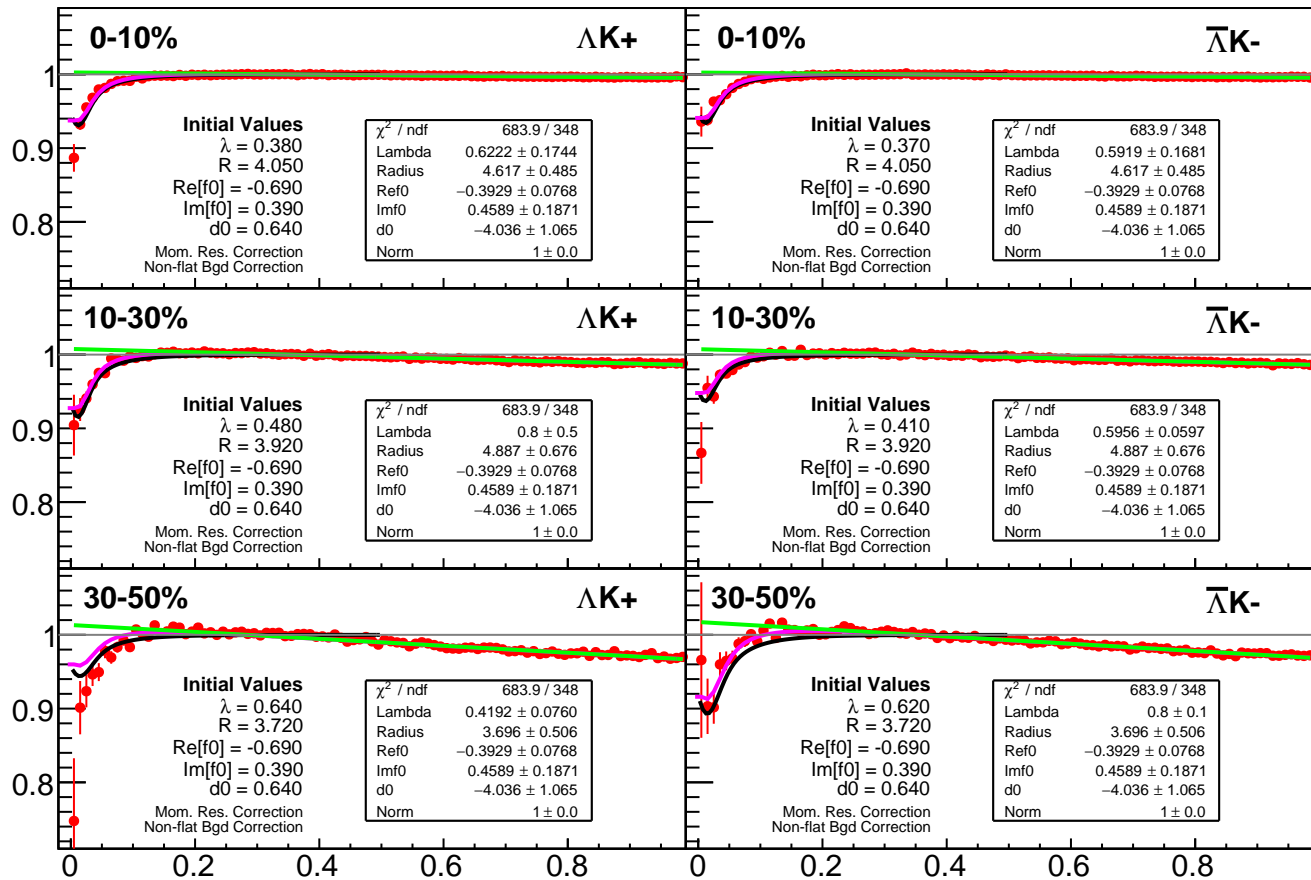 0-10% ΛK+
1
0.9
0.8
Initial Values
λ = 0.380
R = 4.050
Re[f0] = -0.690
Im[f0] = 0.390
d0 = 0.640
Mom. Res. Correction
Non-flat Bgd Correction
χ² / ndf 683.9 / 348
Lambda 0.6222 ± 0.1744
Radius 4.617 ± 0.485
Ref0 −0.3929 ± 0.0768
Imf0 0.4589 ± 0.1871
d0 −4.036 ± 1.065
Norm 1 ± 0.0
0-10% Λ̅K-
Initial Values
λ = 0.370
R = 4.050
Re[f0] = -0.690
Im[f0] = 0.390
d0 = 0.640
Mom. Res. Correction
Non-flat Bgd Correction
χ² / ndf 683.9 / 348
Lambda 0.5919 ± 0.1681
Radius 4.617 ± 0.485
Ref0 −0.3929 ± 0.0768
Imf0 0.4589 ± 0.1871
d0 −4.036 ± 1.065
Norm 1 ± 0.0
10-30% ΛK+
1
0.9
0.8
Initial Values
λ = 0.480
R = 3.920
Re[f0] = -0.690
Im[f0] = 0.390
d0 = 0.640
Mom. Res. Correction
Non-flat Bgd Correction
χ² / ndf 683.9 / 348
Lambda 0.8 ± 0.5
Radius 4.887 ± 0.676
Ref0 −0.3929 ± 0.0768
Imf0 0.4589 ± 0.1871
d0 −4.036 ± 1.065
Norm 1 ± 0.0
10-30% Λ̅K-
Initial Values
λ = 0.410
R = 3.920
Re[f0] = -0.690
Im[f0] = 0.390
d0 = 0.640
Mom. Res. Correction
Non-flat Bgd Correction
χ² / ndf 683.9 / 348
Lambda 0.5956 ± 0.0597
Radius 4.887 ± 0.676
Ref0 −0.3929 ± 0.0768
Imf0 0.4589 ± 0.1871
d0 −4.036 ± 1.065
Norm 1 ± 0.0
30-50% ΛK+
1
0.9
0.8
Initial Values
λ = 0.640
R = 3.720
Re[f0] = -0.690
Im[f0] = 0.390
d0 = 0.640
Mom. Res. Correction
Non-flat Bgd Correction
χ² / ndf 683.9 / 348
Lambda 0.4192 ± 0.0760
Radius 3.696 ± 0.506
Ref0 −0.3929 ± 0.0768
Imf0 0.4589 ± 0.1871
d0 −4.036 ± 1.065
Norm 1 ± 0.0
30-50% Λ̅K-
Initial Values
λ = 0.620
R = 3.720
Re[f0] = -0.690
Im[f0] = 0.390
d0 = 0.640
Mom. Res. Correction
Non-flat Bgd Correction
χ² / ndf 683.9 / 348
Lambda 0.8 ± 0.1
Radius 3.696 ± 0.506
Ref0 −0.3929 ± 0.0768
Imf0 0.4589 ± 0.1871
d0 −4.036 ± 1.065
Norm 1 ± 0.0
0 0.2 0.4 0.6 0.8 0 0.2 0.4 0.6 0.8